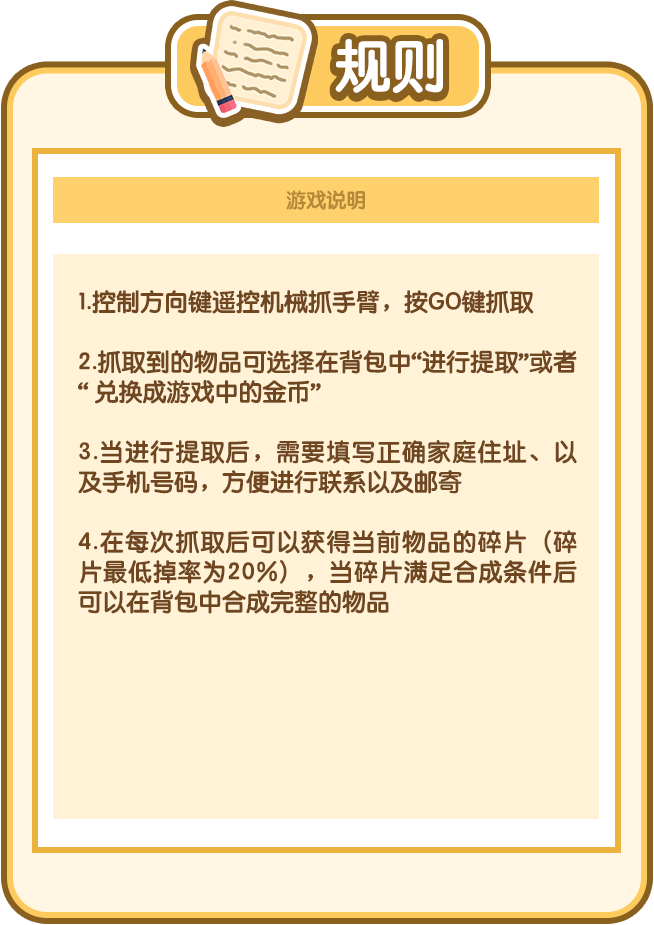 规则
游戏说明
1.控制方向键遥控机械抓手臂，按GO键抓取
2.抓取到的物品可选择在背包中“进行提取”或者
“ 兑换成游戏中的金币”
3.当进行提取后，需要填写正确家庭住址、以
及手机号码，方便进行联系以及邮寄
4.在每次抓取后可以获得当前物品的碎片（碎
片最低掉率为20%），当碎片满足合成条件后
可以在背包中合成完整的物品